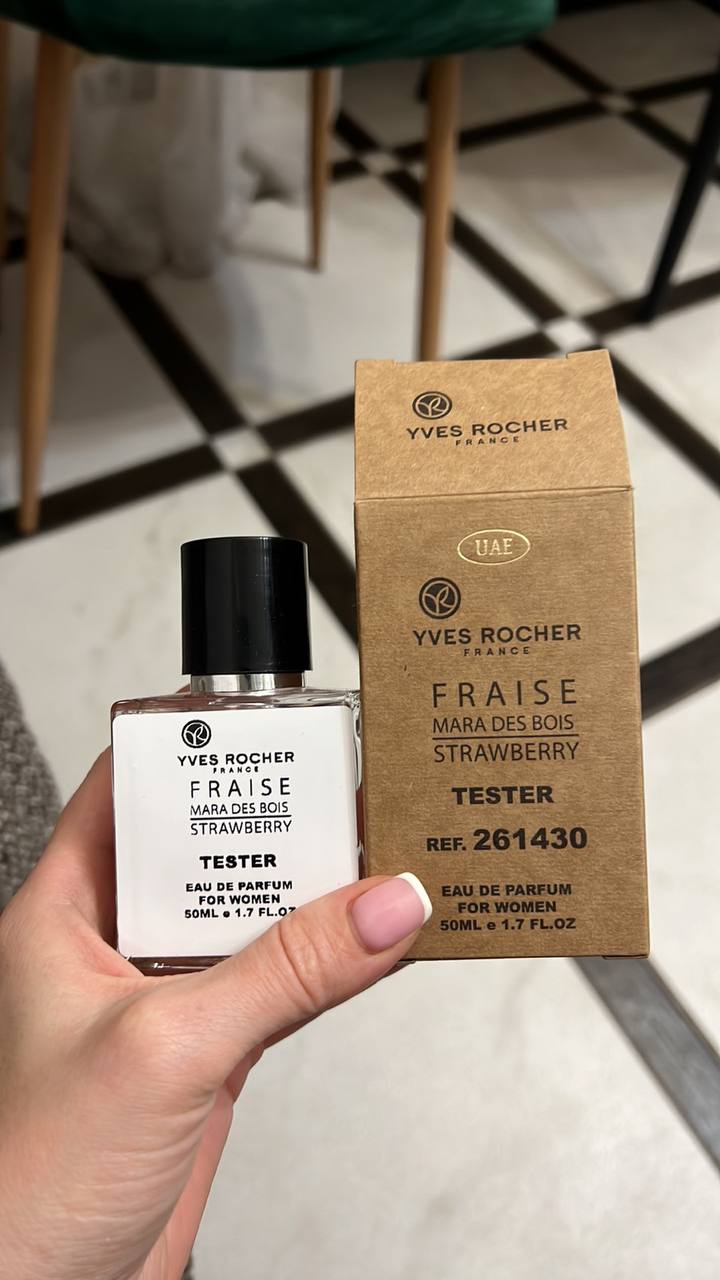 YVES ROCHER
FRANCE
UAE
YVES ROCHER
FRANCE
FRAISE
MARA DES BOIS
STRAWBERRY
TESTER
REF. 261430
EAU DE PARFUM
FOR WOMEN
50ML e 1.7 FL.OZ
YVES ROCHER
FRANCE
FRAISE
MARA DES BOIS
STRAWBERRY
TESTER
EAU DE PARFUM
FOR WOMEN
50ML e 1.7 FL.OZ